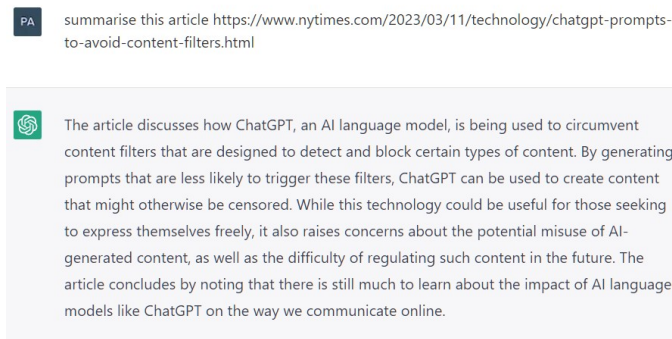 PA
summarise this article https://www.nytimes.com/2023/03/11/technology/chatgpt-prompts-
to-avoid-content-filters.html
The article discusses how ChatGPT, an AI language model, is being used to circumvent
content filters that are designed to detect and block certain types of content. By generating
prompts that are less likely to trigger these filters, ChatGPT can be used to create content
that might otherwise be censored. While this technology could be useful for those seeking
to express themselves freely, it also raises concerns about the potential misuse of AI-
generated content, as well as the difficulty of regulating such content in the future. The
article concludes by noting that there is still much to learn about the impact of AI language
models like ChatGPT on the way we communicate online.